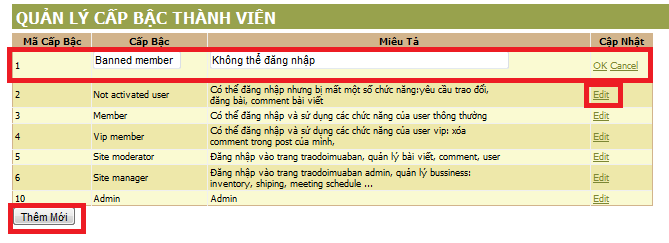 QUẢN LÝ CẤP BẬC THÀNH VIÊN
Mã Cấp Bậc Cấp Bậc Miêu Tả Cập Nhật
1 Banned member Không thể đăng nhập OK Cancel
2 Not activated user Có thể đăng nhập nhưng bị mất một số chức năng:yêu cầu trao đổi, Edit
đăng bài, comment bài viết
3 Member Có thể đăng nhập và sử dụng các chức năng của user thông thường Edit
4 Vip member Có thể đăng nhập và sử dụng các chức năng của user vip: xóa Edit
comment trong post của mình,
5 Site moderator Đăng nhập vào trang traodoimuaban, quản lý bài viết, comment, user Edit
6 Site manager Đăng nhập vào trang traodoimuaban admin, quản lý bussiness: Edit
inventory, shiping, meeting schedule ...
10 Admin Admin Edit
Thêm Mới